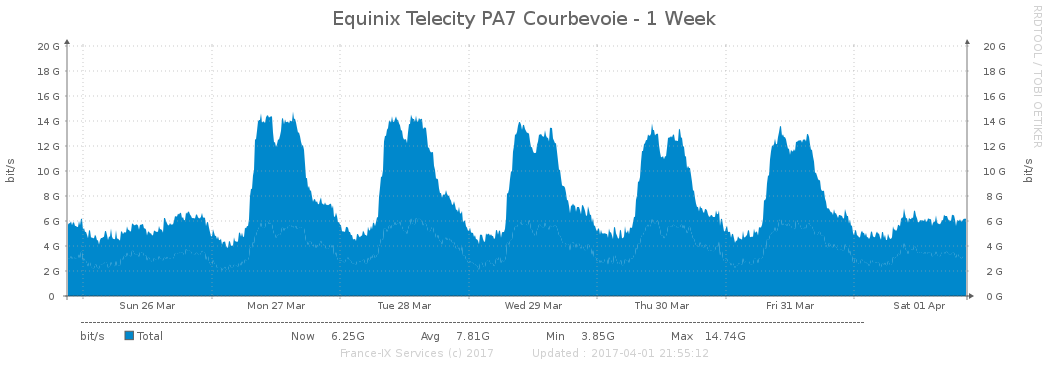 Equinix Telecity PA7 Courbevoie - 1 Week
RRDTOOL / TOBI OETIKER
bit/s
20 G 20 G
18 G 18 G
16 G 16 G
14 G 14 G
12 G 12 G
10 G 10 G
8 G 8 G
6 G 6 G
4 G 4 G
2 G 2 G
0 0 G
bit/s
Sun 26 Mar Mon 27 Mar Tue 28 Mar Wed 29 Mar Thu 30 Mar Fri 31 Mar Sat 01 Apr
bit/s Total Now 6.25G Avg 7.81G Min 3.85G Max 14.74G
France-IX Services (c) 2017 Updated : 2017-04-01 21:55:12